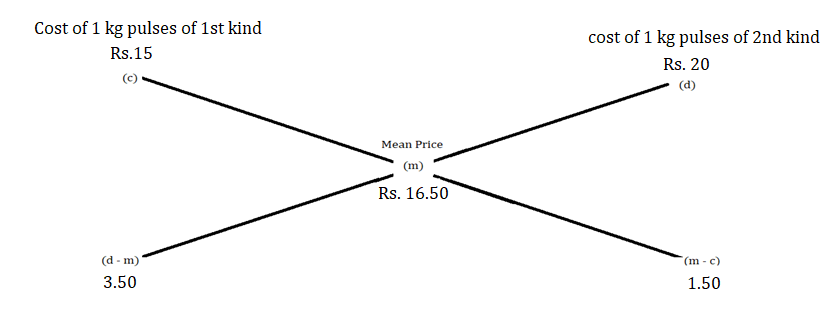 Cost of 1 kg pulses of 1st kind
Rs.15
(c)
cost of 1 kg pulses of 2nd kind
Rs. 20
(d)
Mean Price
(m)
Rs. 16.50
(d - m)
3.50
(m - c)
1.50